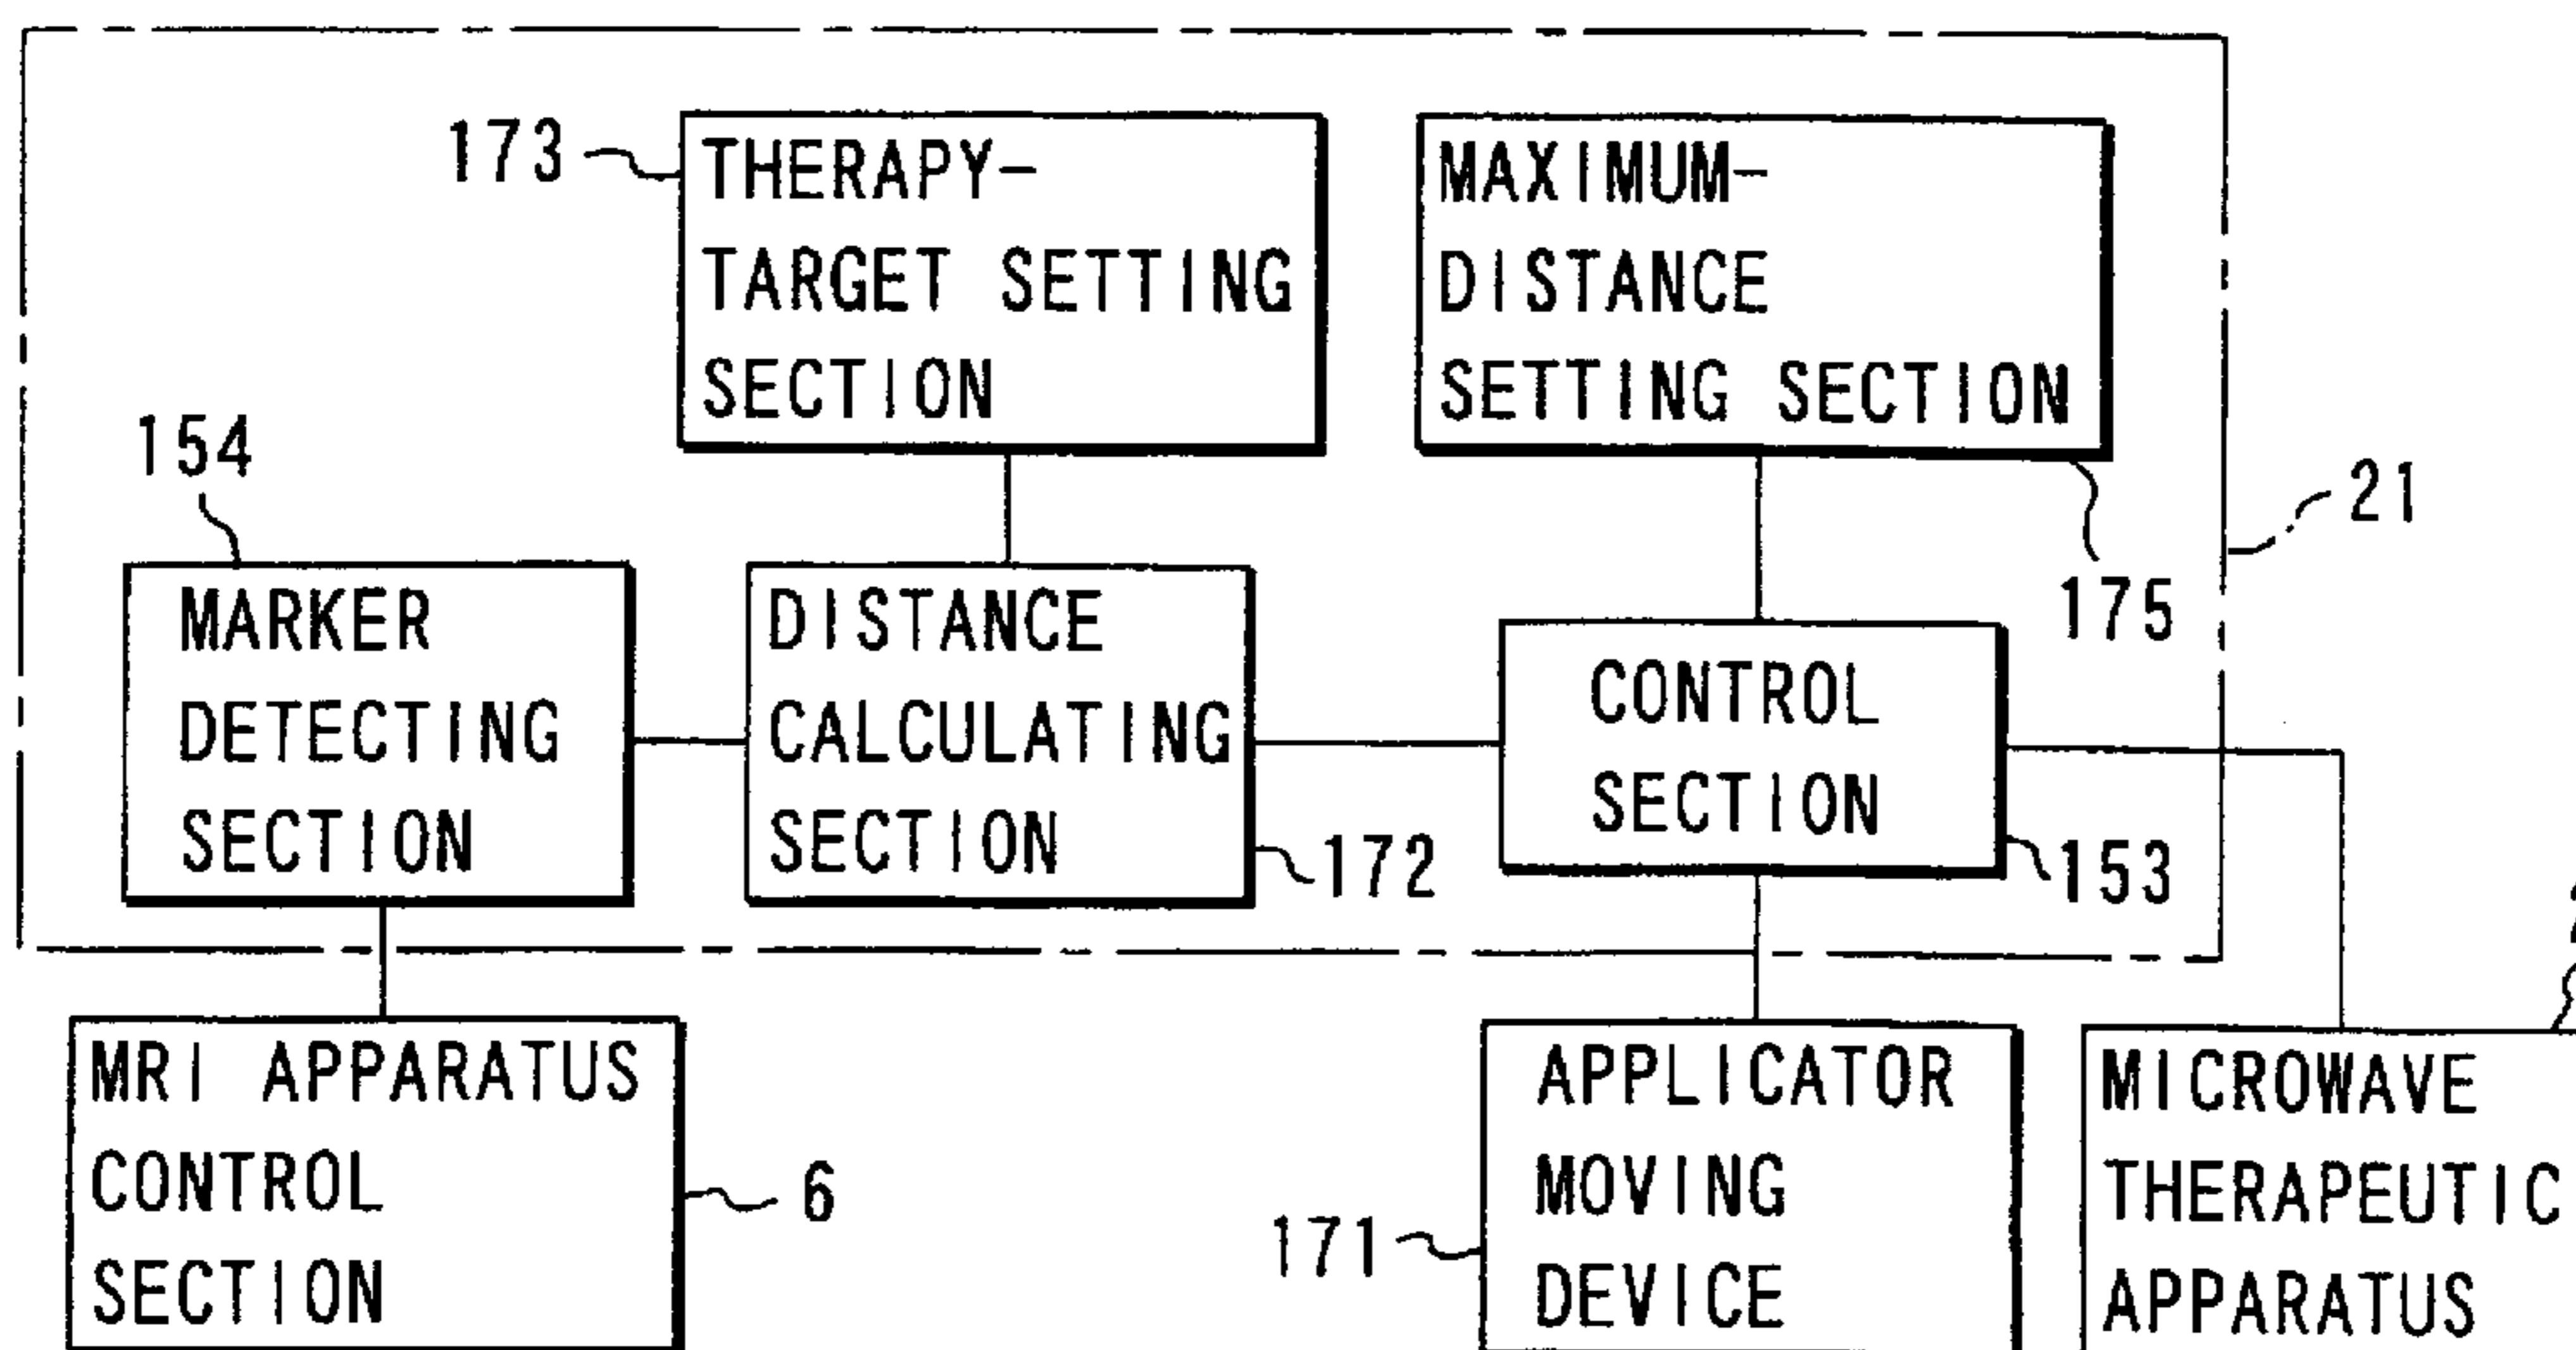 173
THERAPY-
TARGET SETTING
SECTION
MAXIMUM-
DISTANCE
SETTING SECTION
175
21
154
MARKER
DETECTING
SECTION
DISTANCE
CALCULATING
SECTION
172
CONTROL
SECTION
153
MRI APPARATUS
CONTROL
SECTION
6
171
APPLICATOR
MOVING
DEVICE
MICROWAVE
THERAPEUTIC
APPARATUS